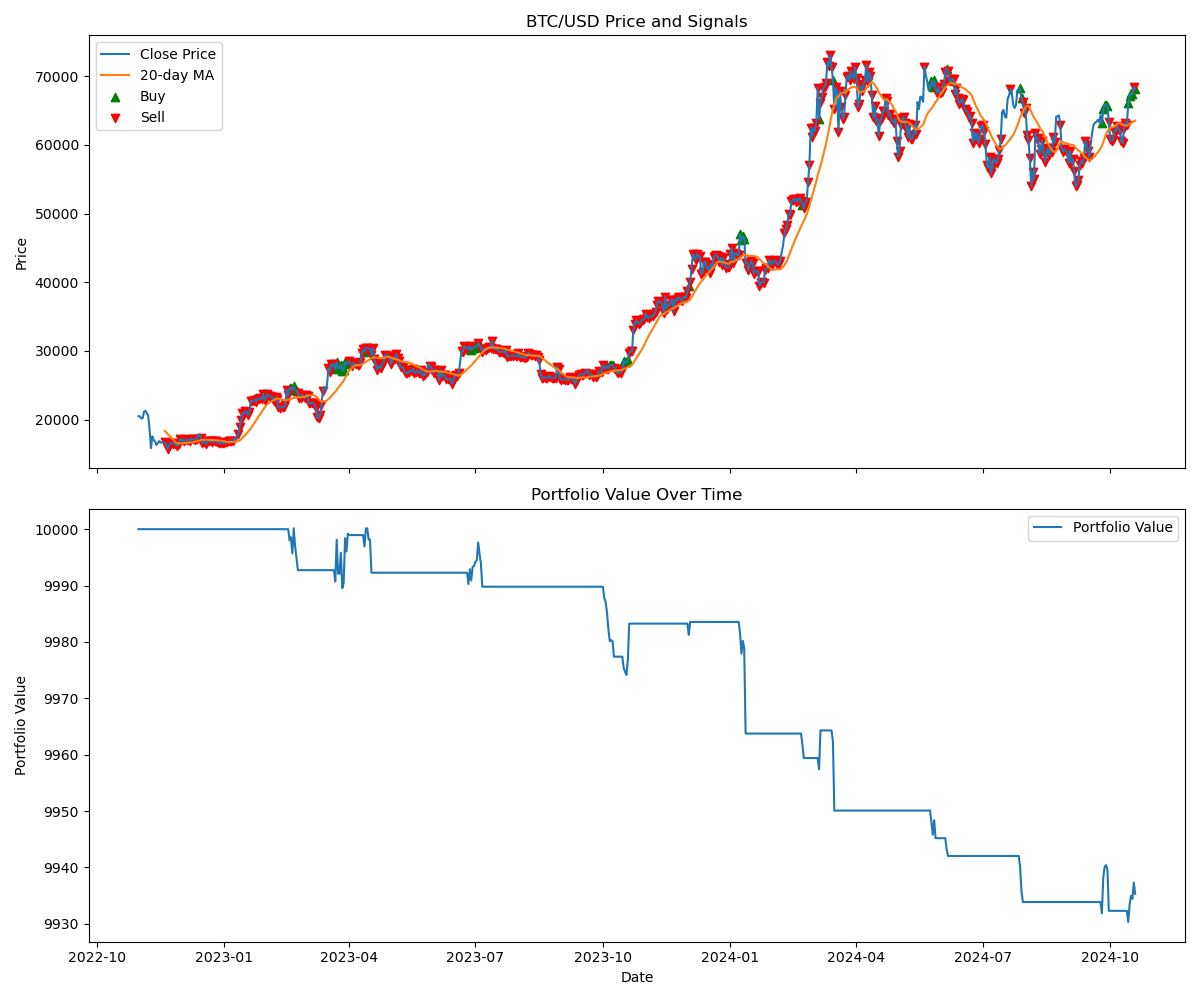 BTC/USD Price and Signals
Close Price
20-day MA
Buy
Sell
70000
60000
50000
40000
30000
20000
Price
Portfolio Value Over Time
Portfolio Value
10000
9990
9980
9970
9960
9950
9940
9930
Portfolio Value
2022-10 2023-01 2023-04 2023-07 2023-10 2024-01 2024-04 2024-07 2024-10
Date